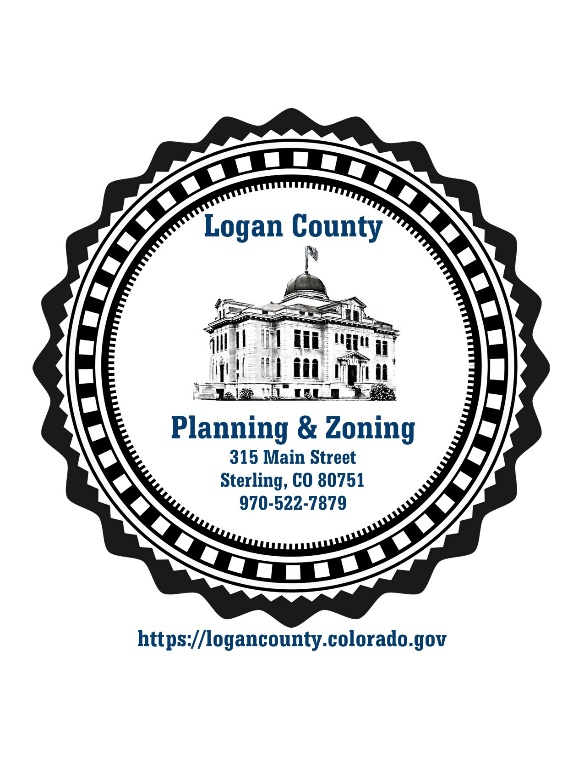 Logan County
Planning & Zoning
315 Main Street
Sterling, CO 80751
970-522-7879
https://logancounty.colorado.gov